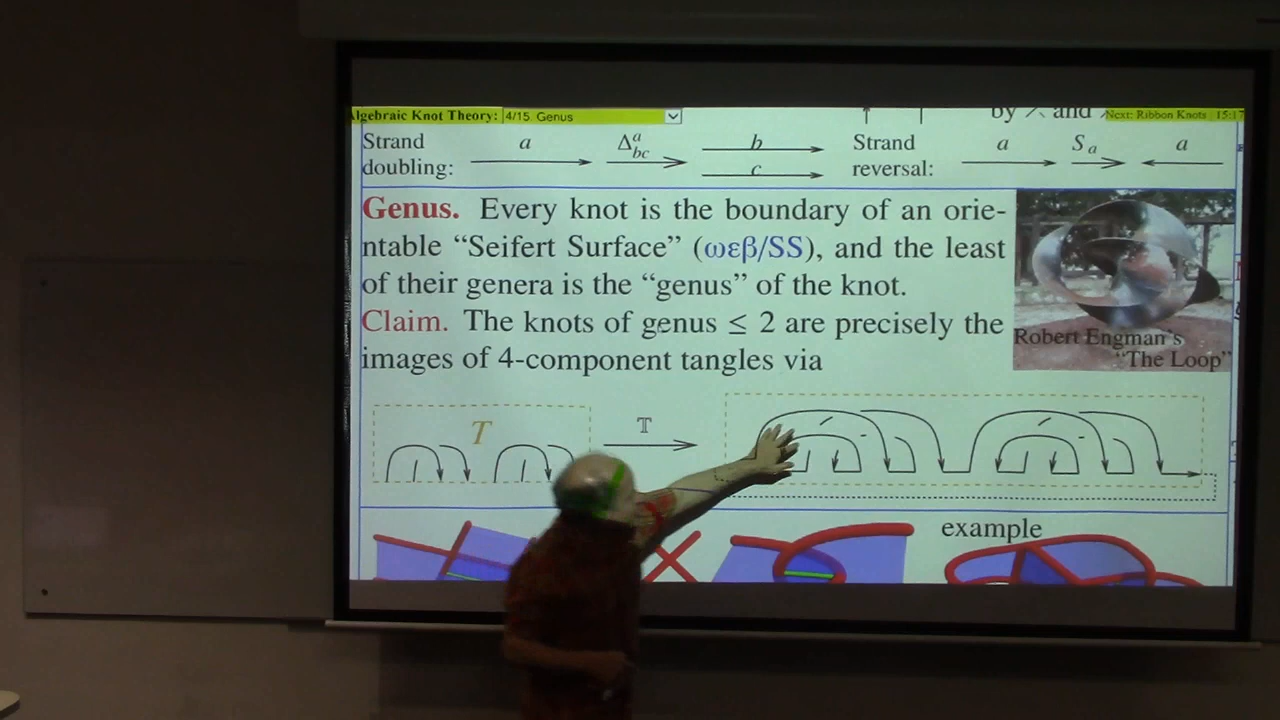 Algebraic Knot Theory: 4/15 Genus
by and Next: Ribbon Knots 15:17
Strand doubling: a Δᵃbc b c Strand reversal: a Sa a
Genus. Every knot is the boundary of an orie-
ntable “Seifert Surface” (ωεβ/SS), and the least
of their genera is the “genus” of the knot.
Claim. The knots of genus ≤ 2 are precisely the
images of 4-component tangles via
Robert Engman's
“The Loop”
T 𝕋
example